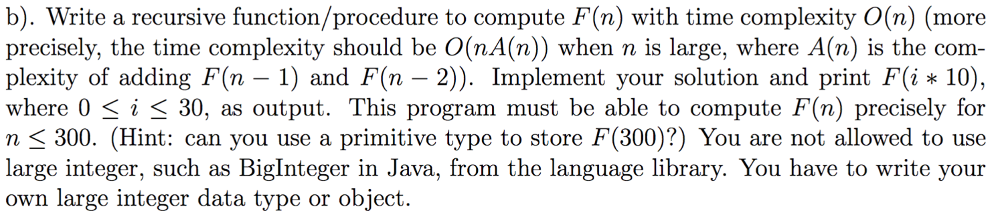 b). Write a recursive function/procedure to compute F(n) with time complexity O(n) (more
precisely, the time complexity should be O(nA(n)) when n is large, where A(n) is the com-
plexity of adding F(n − 1) and F(n − 2)). Implement your solution and print F(i ∗ 10),
where 0 ≤ i ≤ 30, as output. This program must be able to compute F(n) precisely for
n ≤ 300. (Hint: can you use a primitive type to store F(300)?) You are not allowed to use
large integer, such as BigInteger in Java, from the language library. You have to write your
own large integer data type or object.